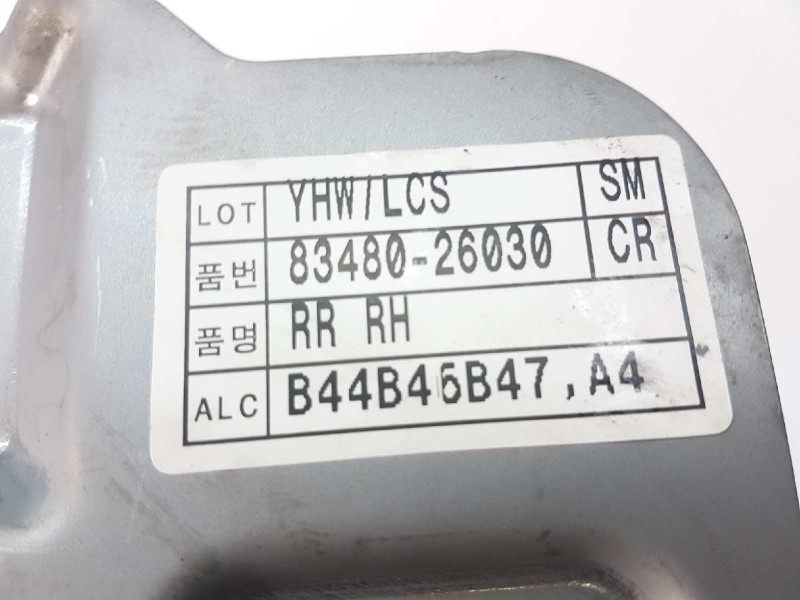 LOT YHW/LCS SM
품번 83480-26030 CR
품명 RR RH
ALC B44B46B47,A4